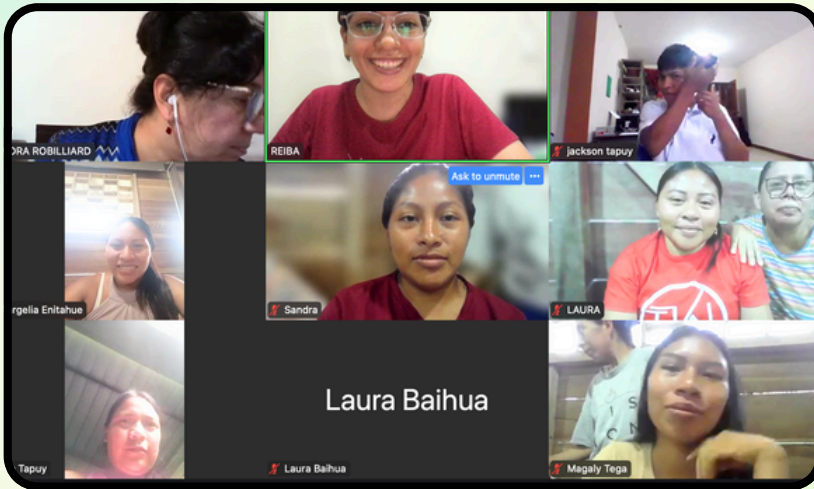 ORA ROBILLIARD
REIBA
jackson tapuy
Ask to unmute
rgelia Enitahue
Sandra
LAURA
Tapuy
Laura Baihua
Laura Baihua
Magaly Tega